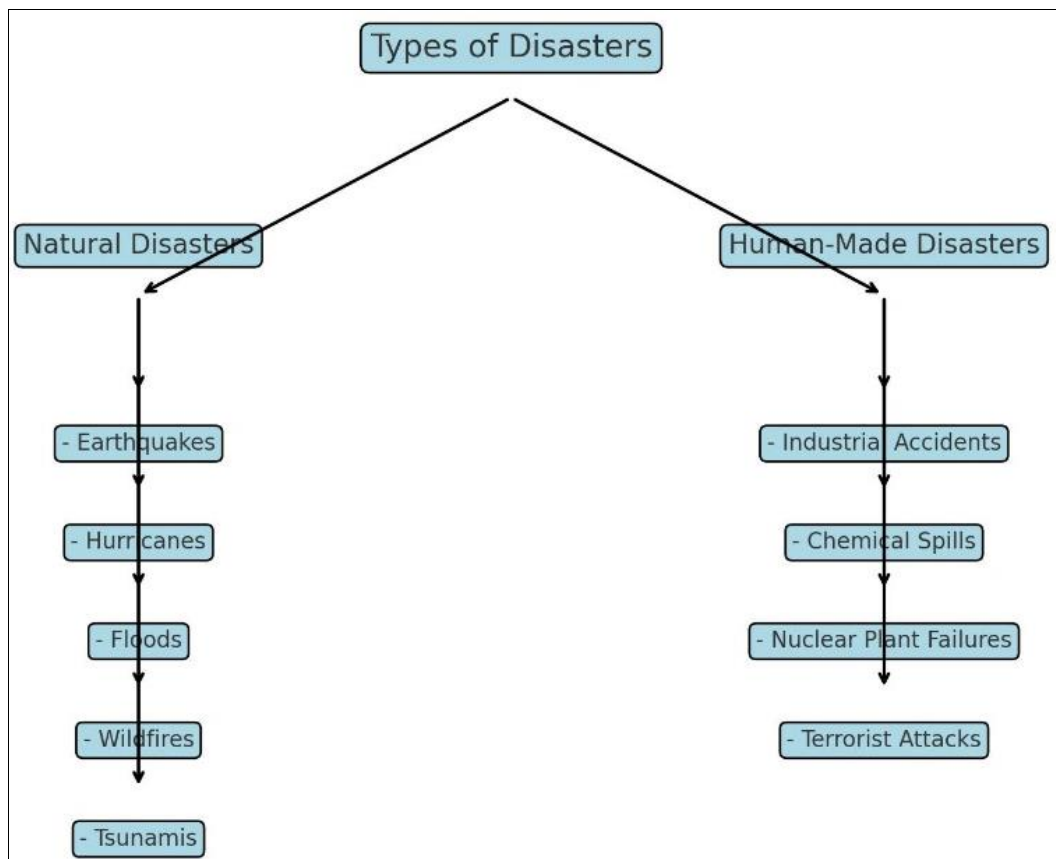 Types of Disasters
Natural Disasters
Human-Made Disasters
- Earthquakes
- Industrial Accidents
- Hurricanes
- Chemical Spills
- Floods
- Nuclear Plant Failures
- Wildfires
- Terrorist Attacks
- Tsunamis